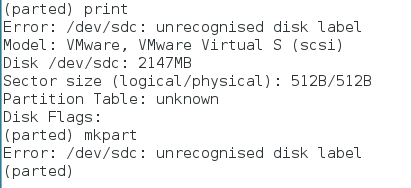 (parted) print
Error: /dev/sdc: unrecognised disk label
Model: VMware, VMware Virtual S (scsi)
Disk /dev/sdc: 2147MB
Sector size (logical/physical): 512B/512B
Partition Table: unknown
Disk Flags:
(parted) mkpart
Error: /dev/sdc: unrecognised disk label
(parted)